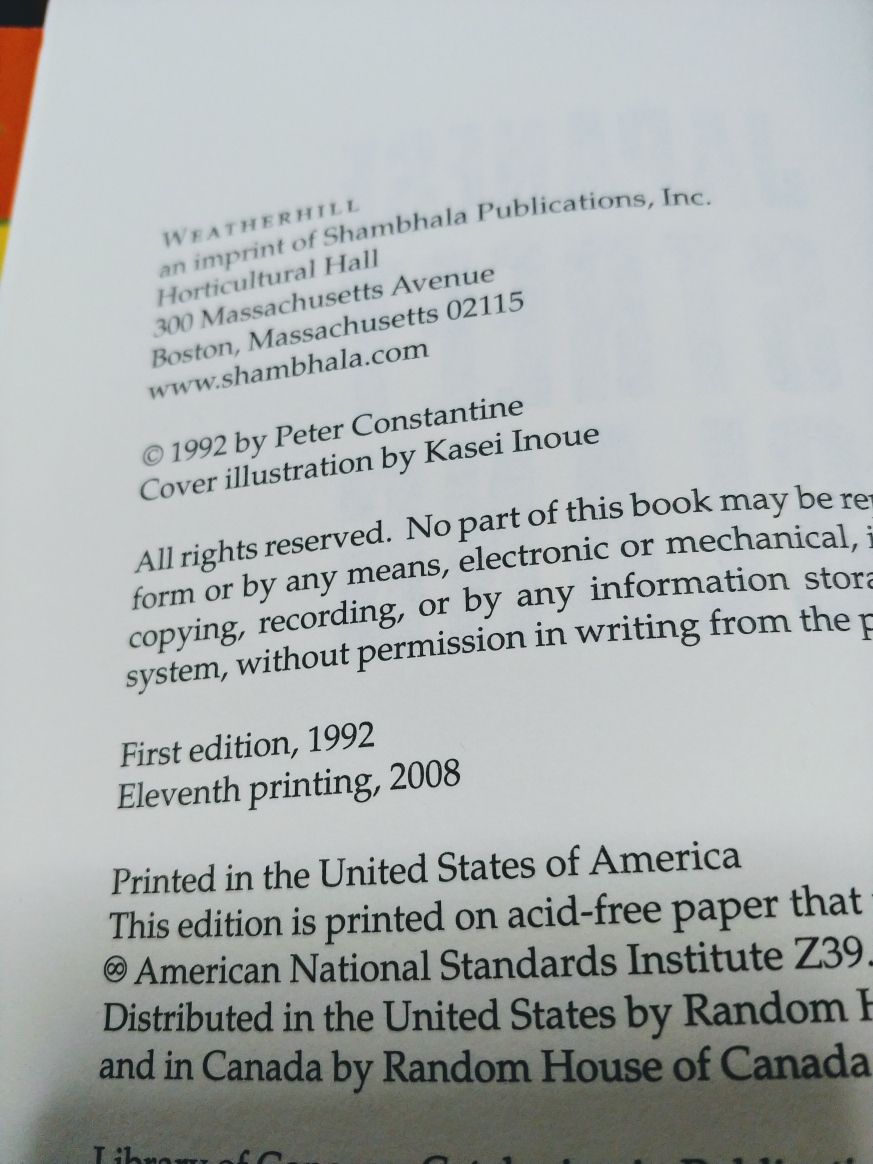 WEATHERHILL
an imprint of Shambhala Publications, Inc.
Horticultural Hall
300 Massachusetts Avenue
Boston, Massachusetts 02115
www.shambhala.com
© 1992 by Peter Constantine
Cover illustration by Kasei Inoue
All rights reserved. No part of this book may be
form or by any means, electronic or mechanical,
copying, recording, or by any information
system, without permission in writing from the
First edition, 1992
Eleventh printing, 2008
Printed in the United States of America
This edition is printed on acid-free paper that
♾ American National Standards Institute Z39.
Distributed in the United States by Random
and in Canada by Random House of Canada
Library of